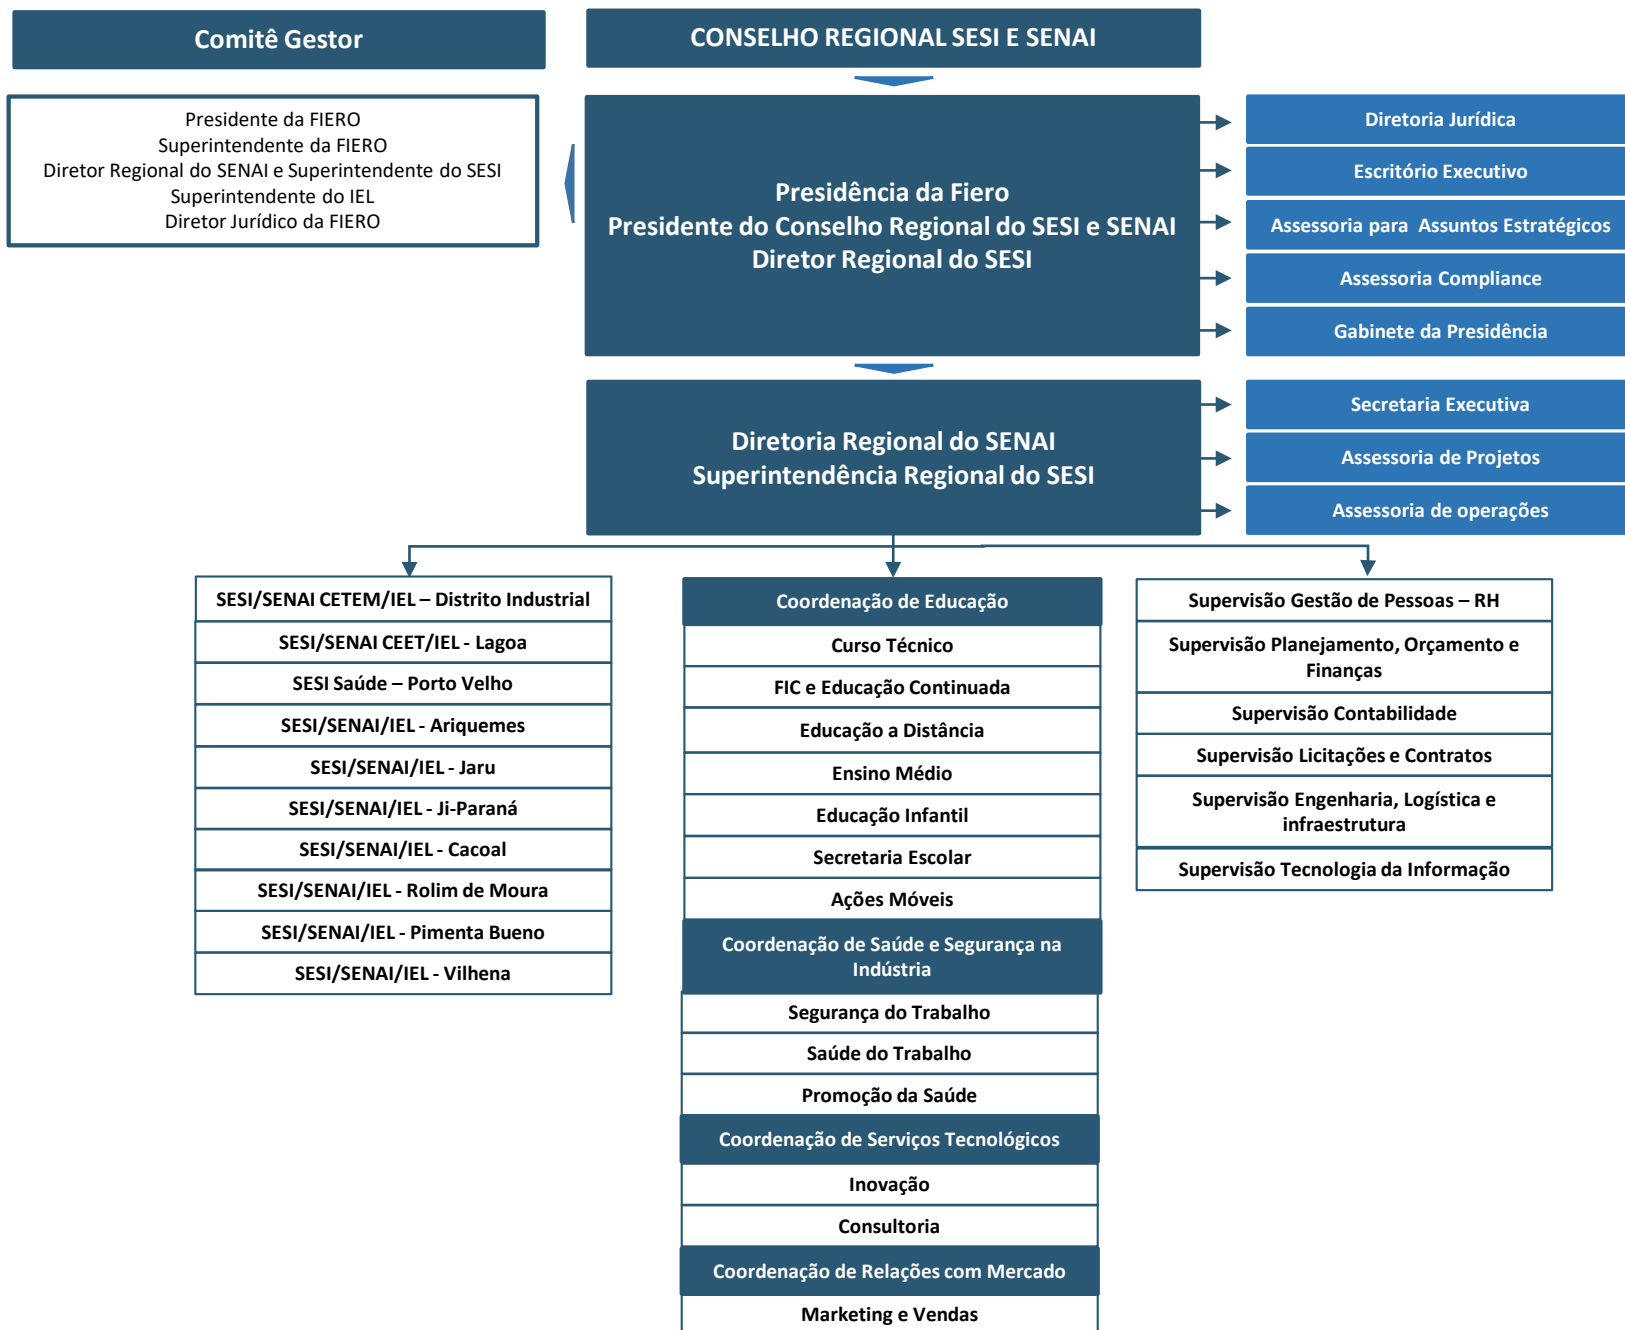 Comitê Gestor
CONSELHO REGIONAL SESI E SENAI
Presidente da FIERO
Superintendente da FIERO
Diretor Regional do SENAI e Superintendente do SESI
Superintendente do IEL
Diretor Jurídico da FIERO
Presidência da Fiero
Presidente do Conselho Regional do SESI e SENAI
Diretor Regional do SESI
Diretoria Jurídica
Escritório Executivo
Assessoria para Assuntos Estratégicos
Assessoria Compliance
Gabinete da Presidência
Diretoria Regional do SENAI
Superintendência Regional do SESI
Secretaria Executiva
Assessoria de Projetos
Assessoria de operações
SESI/SENAI CETEM/IEL – Distrito Industrial
SESI/SENAI CEET/IEL - Lagoa
SESI Saúde – Porto Velho
SESI/SENAI/IEL - Ariquemes
SESI/SENAI/IEL - Jaru
SESI/SENAI/IEL - Ji-Paraná
SESI/SENAI/IEL - Cacoal
SESI/SENAI/IEL - Rolim de Moura
SESI/SENAI/IEL - Pimenta Bueno
SESI/SENAI/IEL - Vilhena
Coordenação de Educação
Curso Técnico
FIC e Educação Continuada
Educação a Distância
Ensino Médio
Educação Infantil
Secretaria Escolar
Ações Móveis
Coordenação de Saúde e Segurança na
Indústria
Segurança do Trabalho
Saúde do Trabalho
Promoção da Saúde
Coordenação de Serviços Tecnológicos
Inovação
Consultoria
Coordenação de Relações com Mercado
Marketing e Vendas
Supervisão Gestão de Pessoas – RH
Supervisão Planejamento, Orçamento e
Finanças
Supervisão Contabilidade
Supervisão Licitações e Contratos
Supervisão Engenharia, Logística e
infraestrutura
Supervisão Tecnologia da Informação